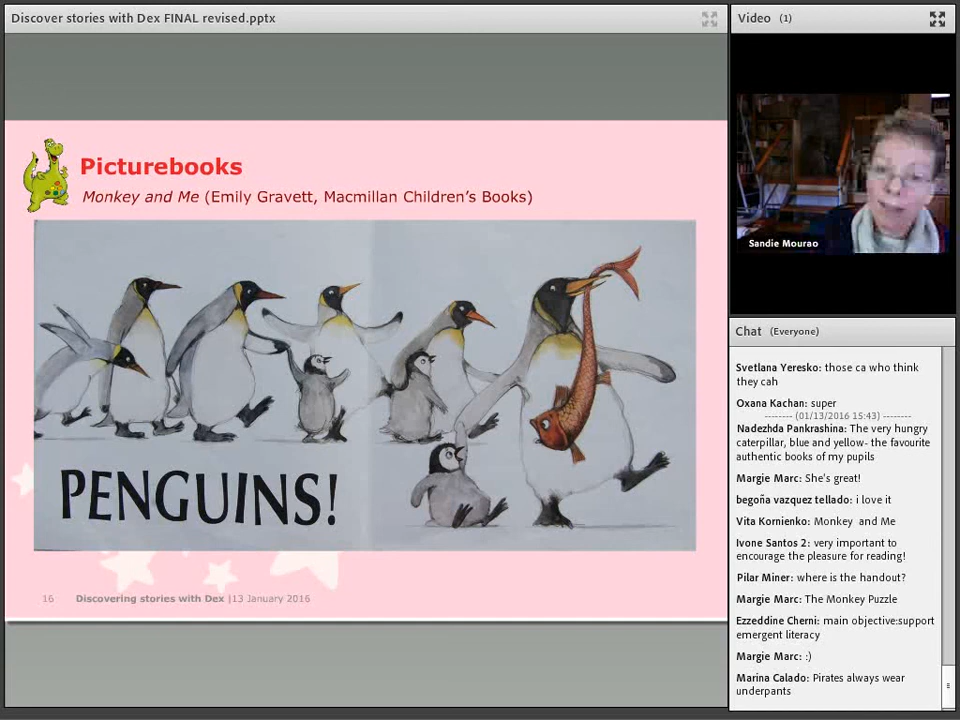 Discover stories with Dex FINAL revised.pptx
Picturebooks
Monkey and Me (Emily Gravett, Macmillan Children's Books)
PENGUINS!
16 Discovering stories with Dex |13 January 2016
Video (1)
Sandie Mourao
Chat (Everyone)
Svetlana Yeresko: those ca who think
they cah
Oxana Kachan: super
-------- (01/13/2016 15:43) --------
Nadezhda Pankrashina: The very hungry
caterpillar, blue and yellow- the favourite
authentic books of my pupils
Margie Marc: She's great!
begoña vazquez tellado: i love it
Vita Kornienko: Monkey and Me
Ivone Santos 2: very important to
encourage the pleasure for reading!
Pilar Miner: where is the handout?
Margie Marc: The Monkey Puzzle
Ezzeddine Cherni: main objective:support
emergent literacy
Margie Marc: :)
Marina Calado: Pirates always wear
underpants